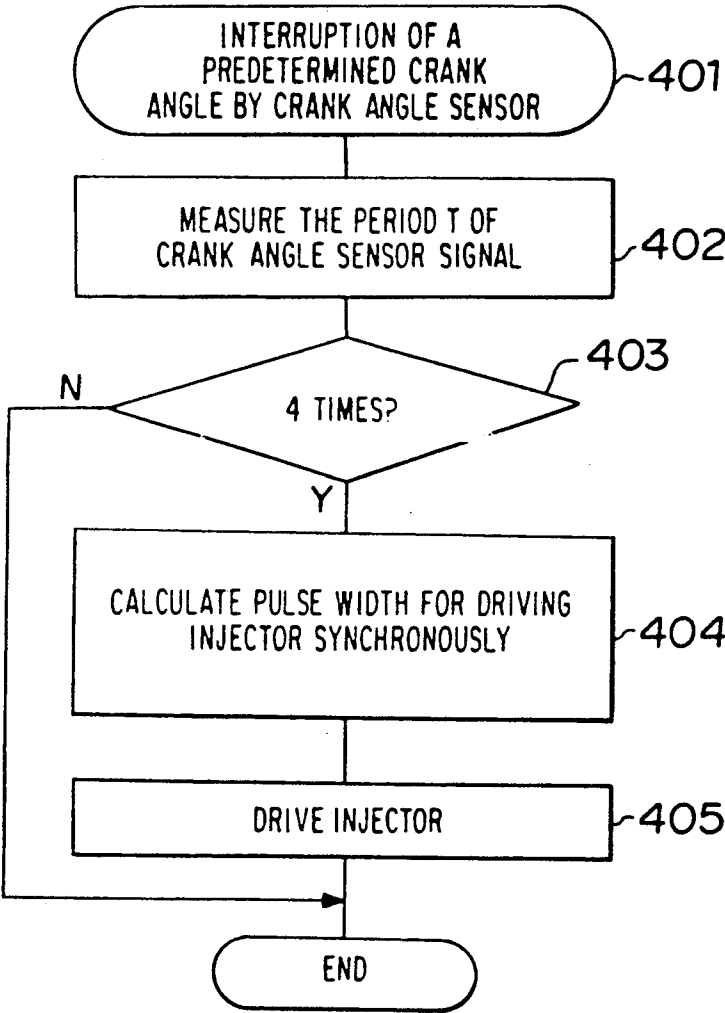 INTERRUPTION OF A
PREDETERMINED CRANK
ANGLE BY CRANK ANGLE SENSOR
401
MEASURE THE PERIOD T OF
CRANK ANGLE SENSOR SIGNAL
402
403
N
4 TIMES?
Y
CALCULATE PULSE WIDTH FOR DRIVING
INJECTOR SYNCHRONOUSLY
404
DRIVE INJECTOR
405
END